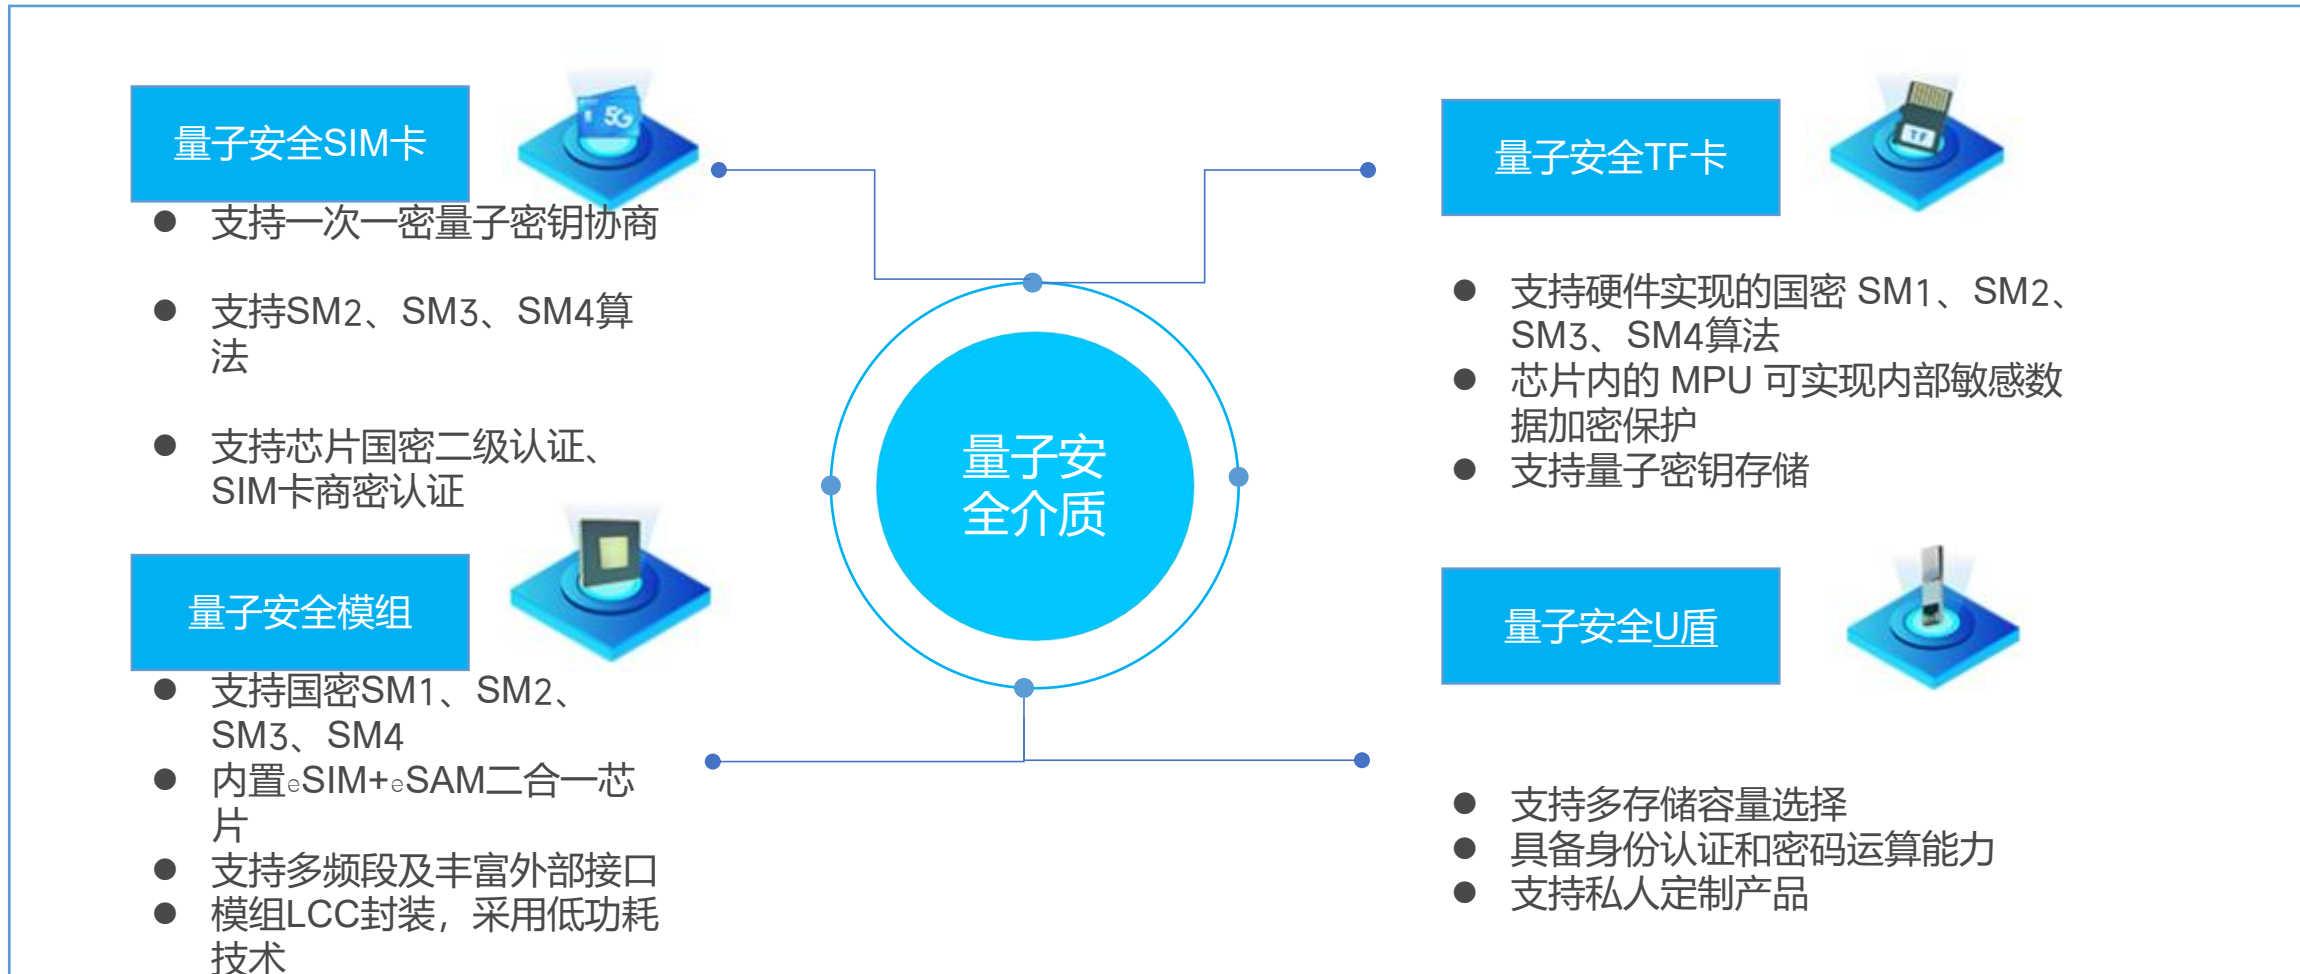 量子安全SIM卡
5G
支持一次一密量子密钥协商
支持SM2、SM3、SM4算
法
支持芯片国密二级认证、
SIM卡商密认证
量子安全模组
支持国密SM1、SM2、
SM3、SM4
内置eSIM+eSAM二合一芯
片
支持多频段及丰富外部接口
模组LCC封装，采用低功耗
技术
量子安
全介质
量子安全TF卡
TF
支持硬件实现的国密 SM1、SM2、
SM3、SM4算法
芯片内的 MPU 可实现内部敏感数
据加密保护
支持量子密钥存储
量子安全U盾
支持多存储容量选择
具备身份认证和密码运算能力
支持私人定制产品